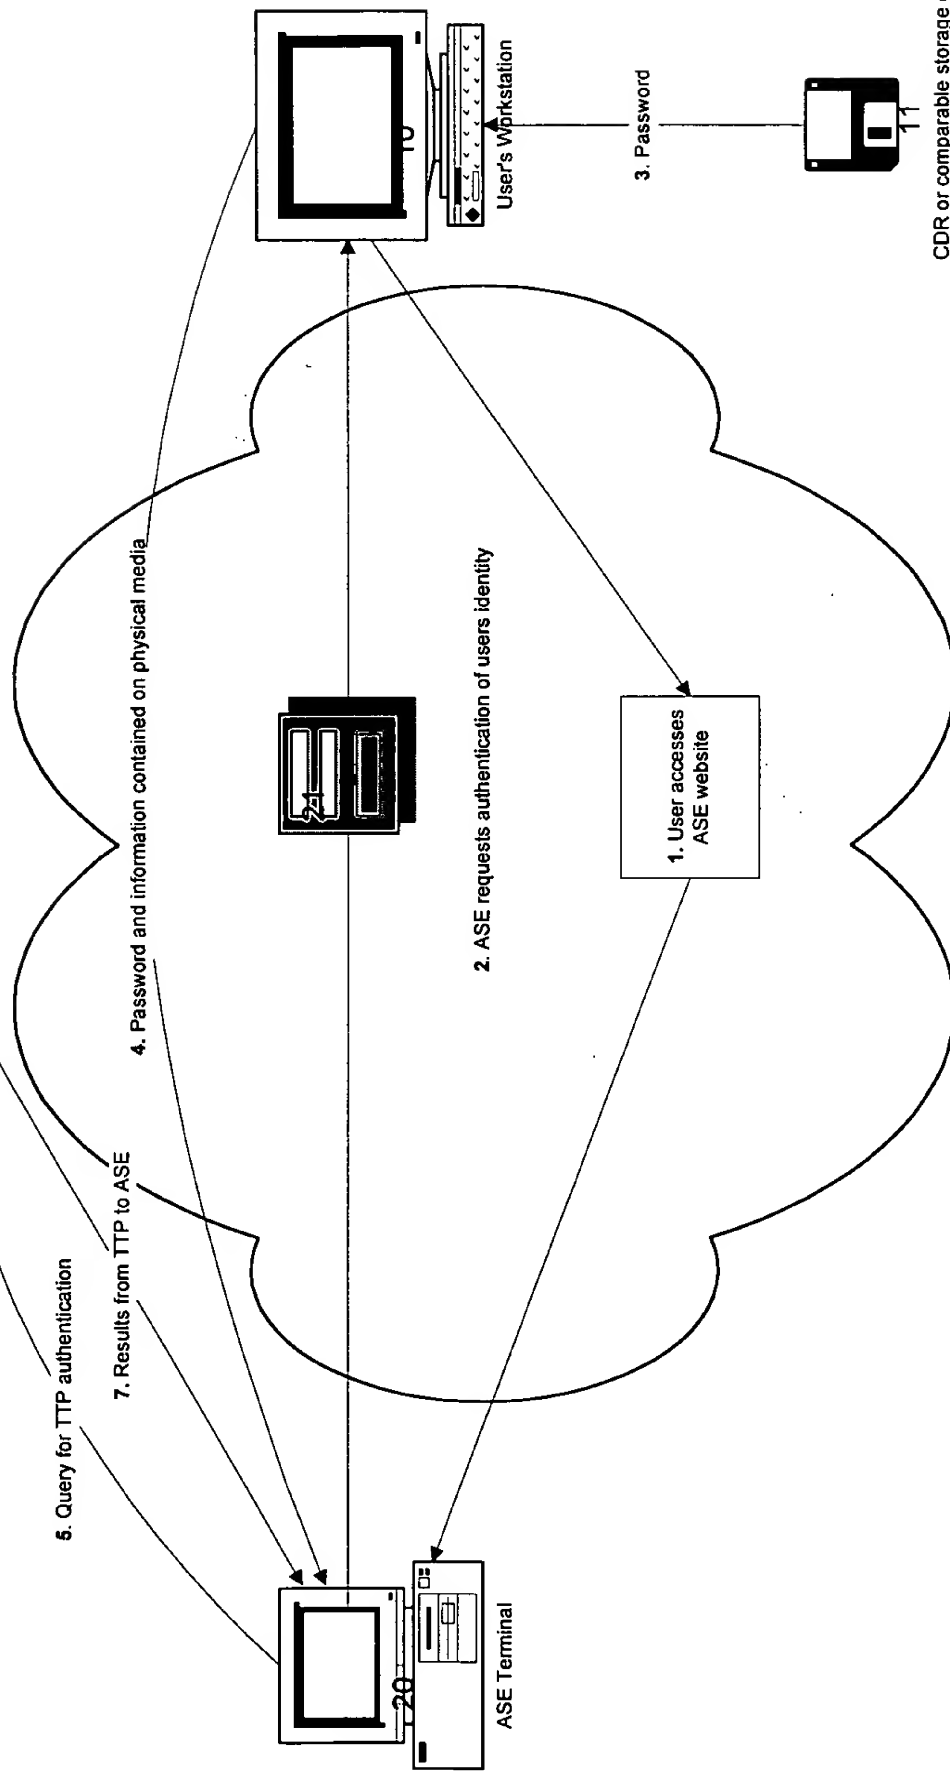 5. Query for TTP authentication
7. Results from TTP to ASE
4. Password and information contained on physical media
2. ASE requests authentication of users identity
1. User accesses
ASE website
3. Password
User's Workstation
10
ASE Terminal
20
21
11
CDR or comparable storage